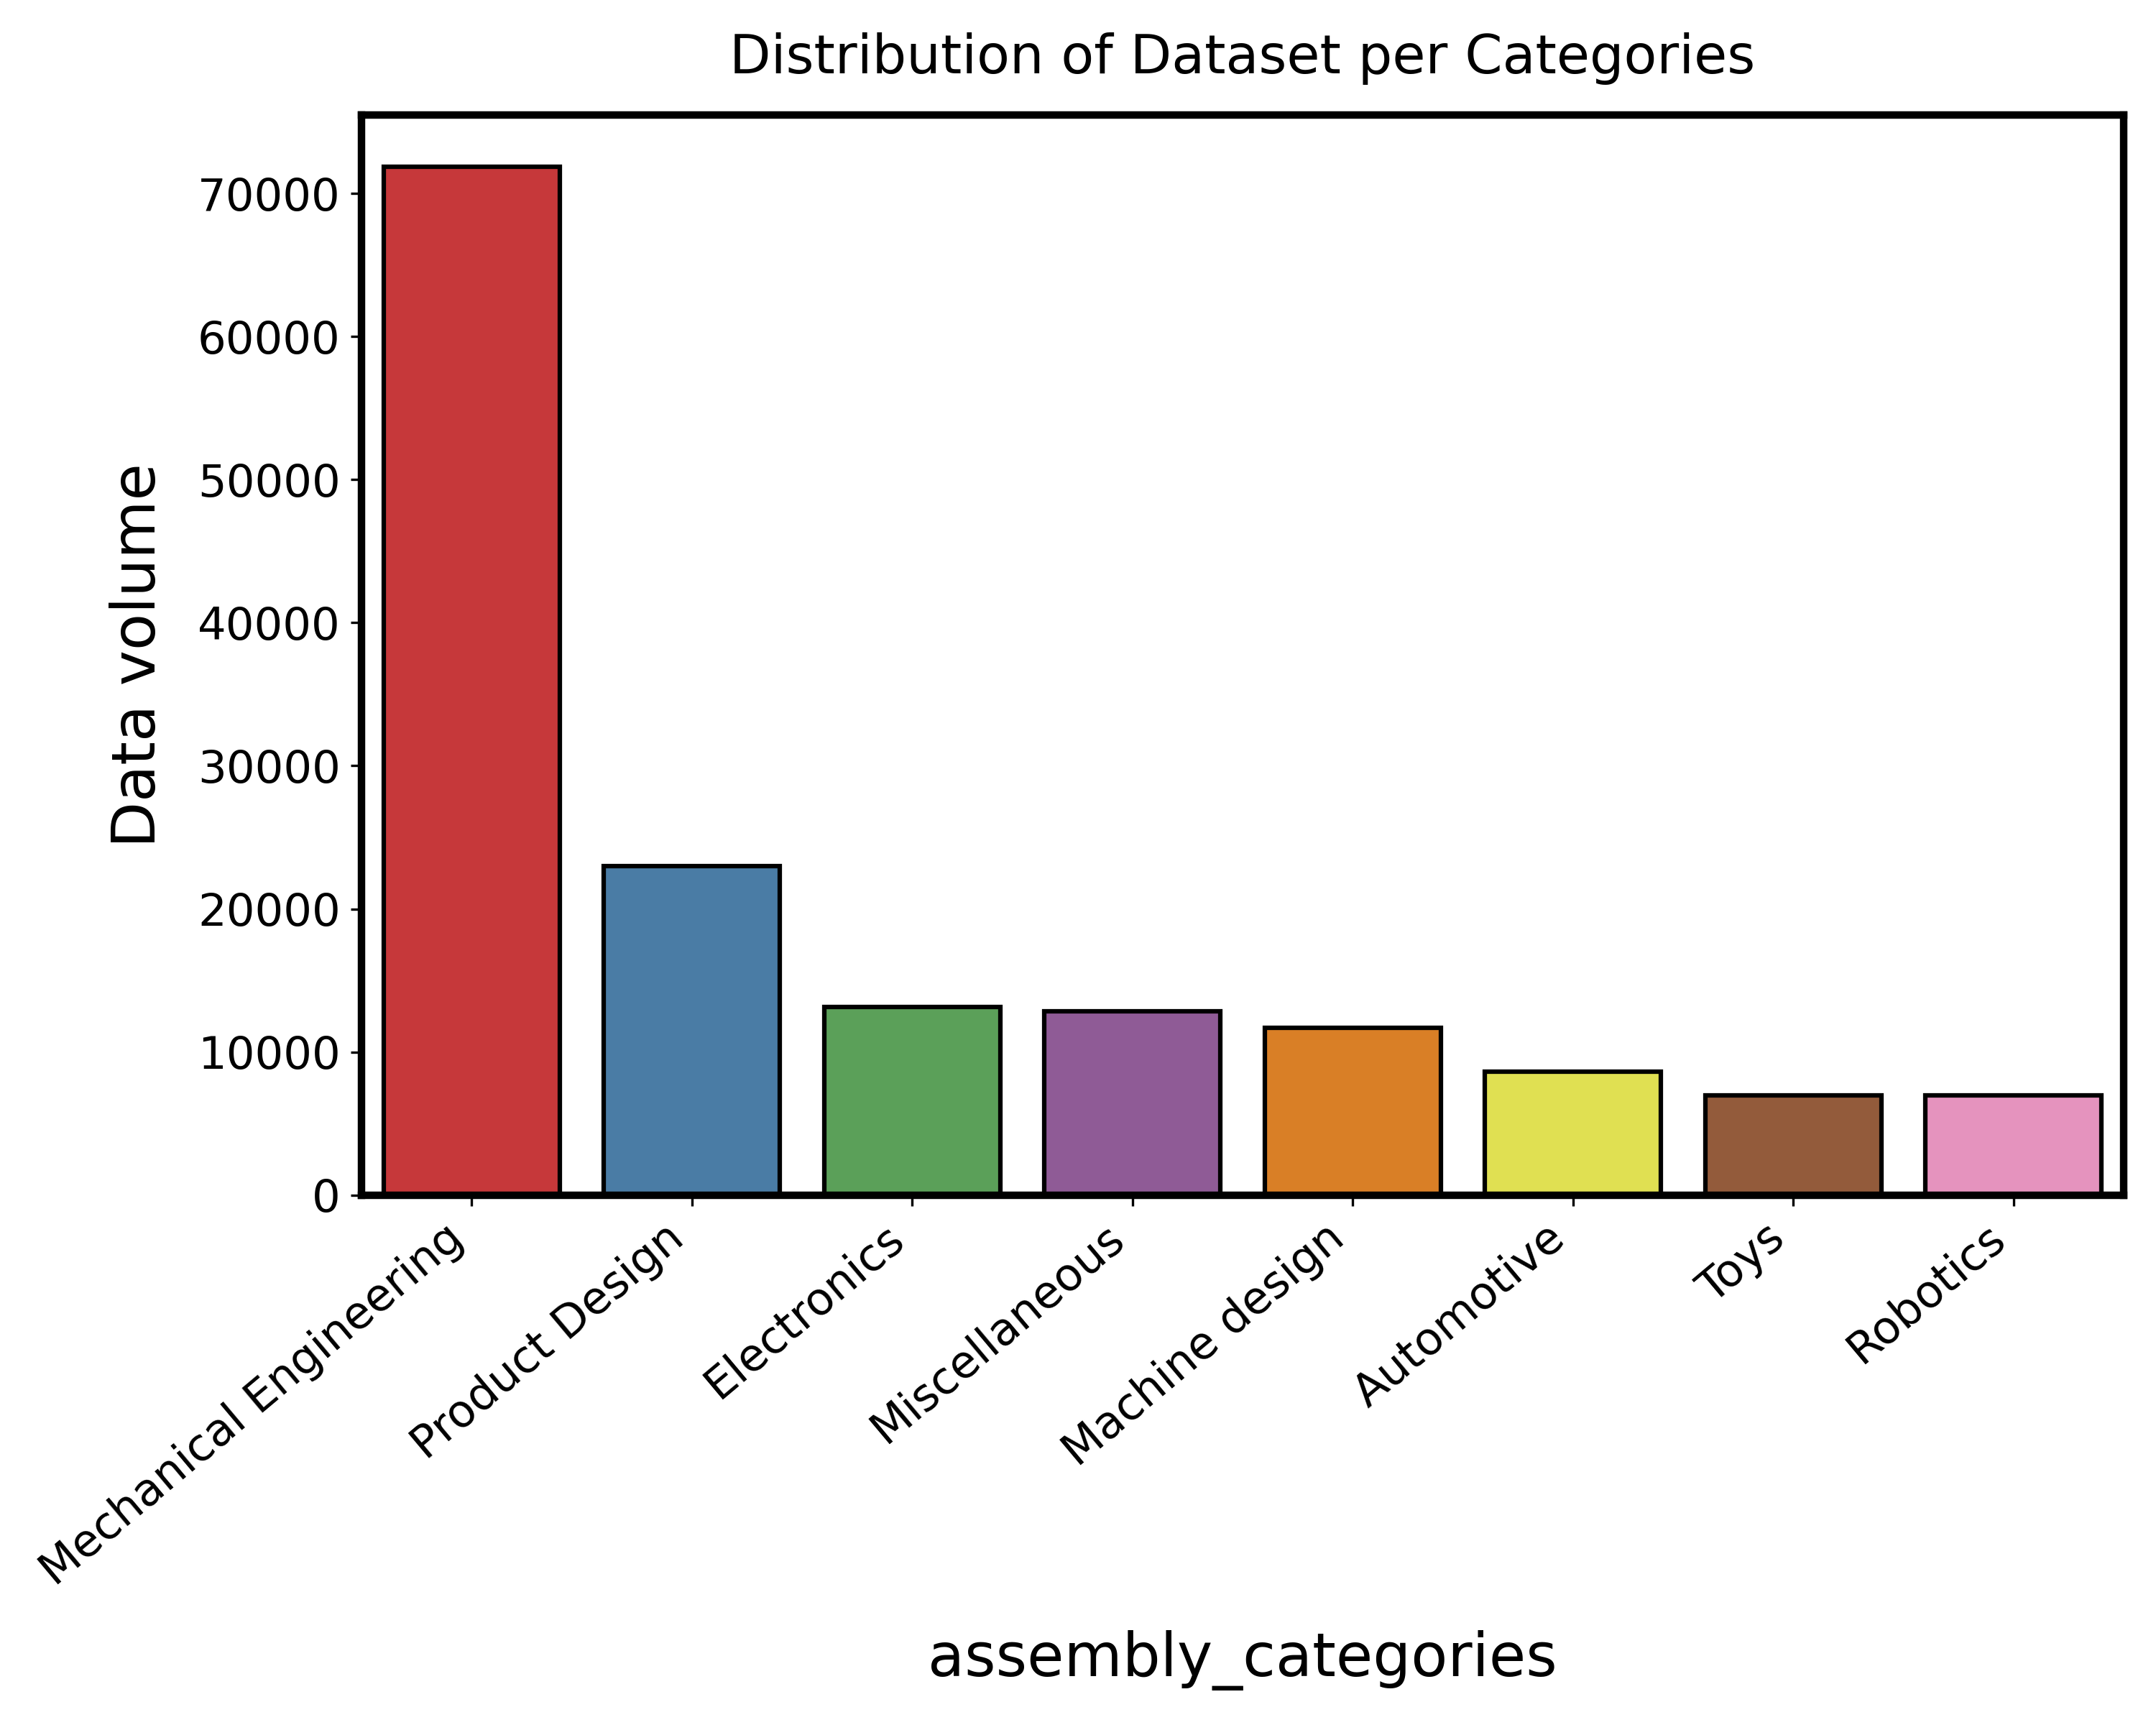 Distribution of Dataset per Categories
Data volume
70000
60000
50000
40000
30000
20000
10000
0
Mechanical Engineering
Product Design
Electronics
Miscellaneous
Machine design
Automotive
Toys
Robotics
assembly_categories